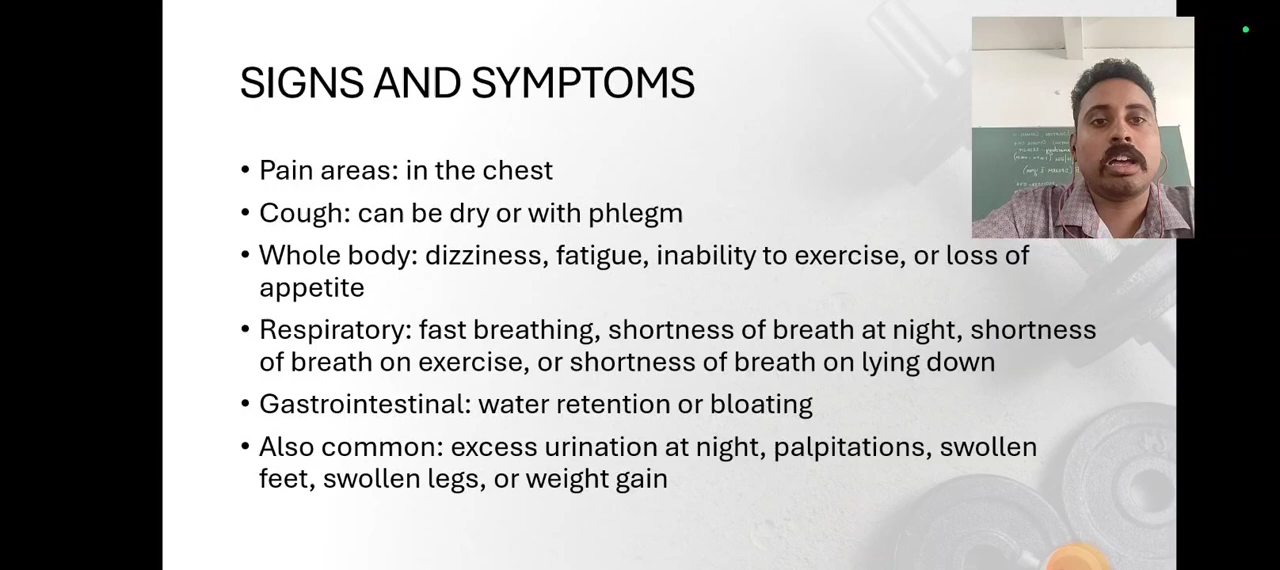 SIGNS AND SYMPTOMS
• Pain areas: in the chest
• Cough: can be dry or with phlegm
• Whole body: dizziness, fatigue, inability to exercise, or loss of
appetite
• Respiratory: fast breathing, shortness of breath at night, shortness
of breath on exercise, or shortness of breath on lying down
• Gastrointestinal: water retention or bloating
• Also common: excess urination at night, palpitations, swollen
feet, swollen legs, or weight gain